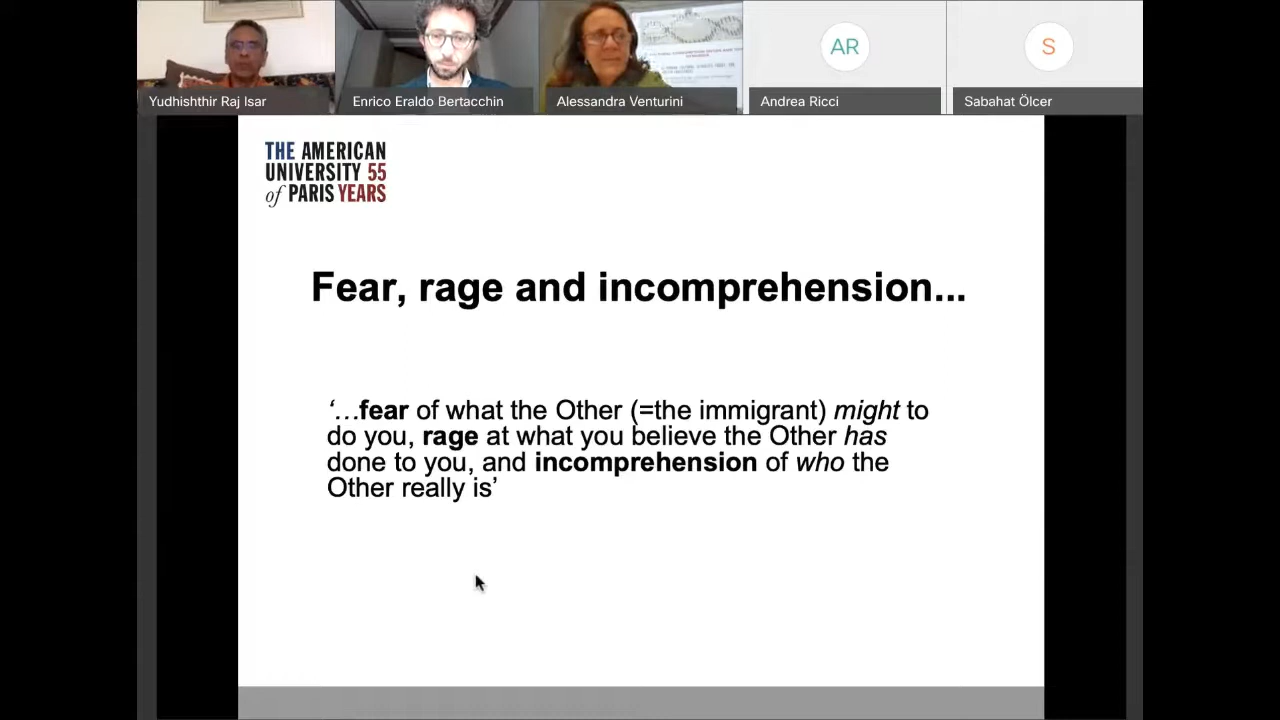 Yudhishthir Raj Isar
Enrico Eraldo Bertacchin
Alessandra Venturini
AR
Andrea Ricci
S
Sabahat Ölcer
THE AMERICAN
UNIVERSITY 55
of PARIS YEARS
Fear, rage and incomprehension...
‘…fear of what the Other (=the immigrant) might to
do you, rage at what you believe the Other has
done to you, and incomprehension of who the
Other really is’